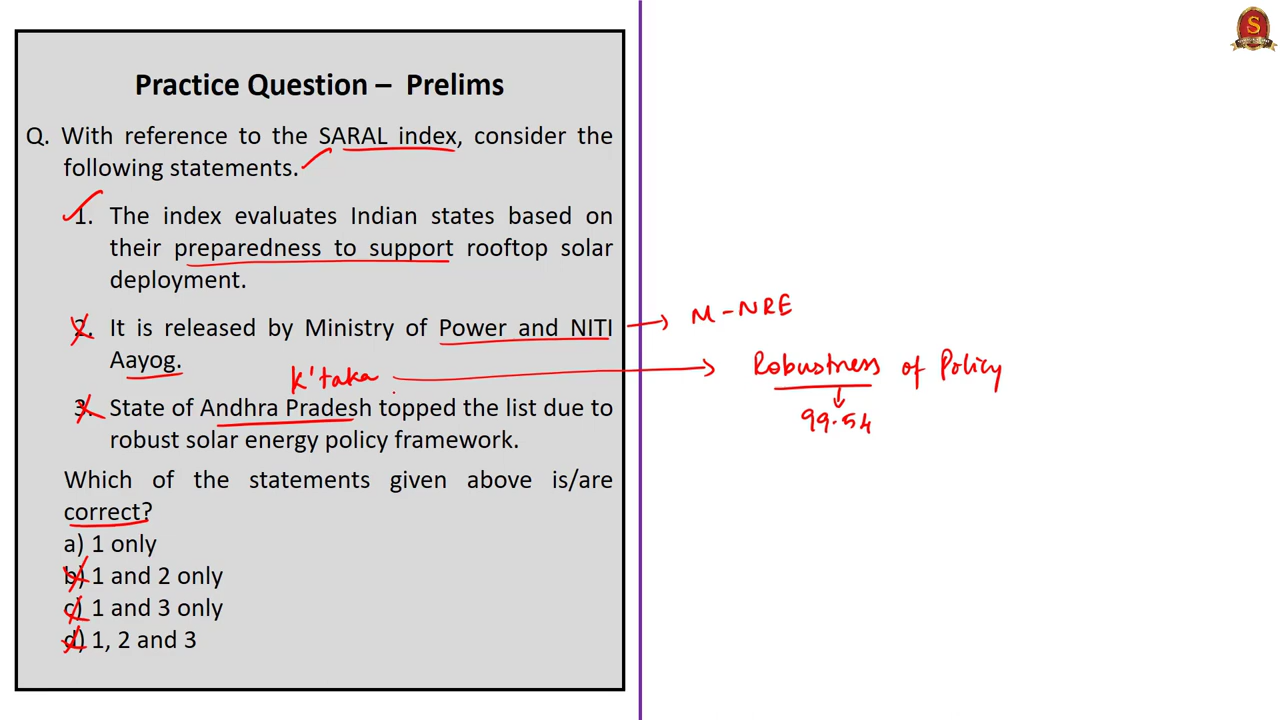 S
Practice Question – Prelims
Q. With reference to the SARAL index, consider the
following statements.
1. The index evaluates Indian states based on
their preparedness to support rooftop solar
deployment.
2. It is released by Ministry of Power and NITI
Aayog.
M-NRE
K'taka
Robustness of Policy
99.54
3. State of Andhra Pradesh topped the list due to
robust solar energy policy framework.
Which of the statements given above is/are
correct?
a) 1 only
b) 1 and 2 only
c) 1 and 3 only
d) 1, 2 and 3